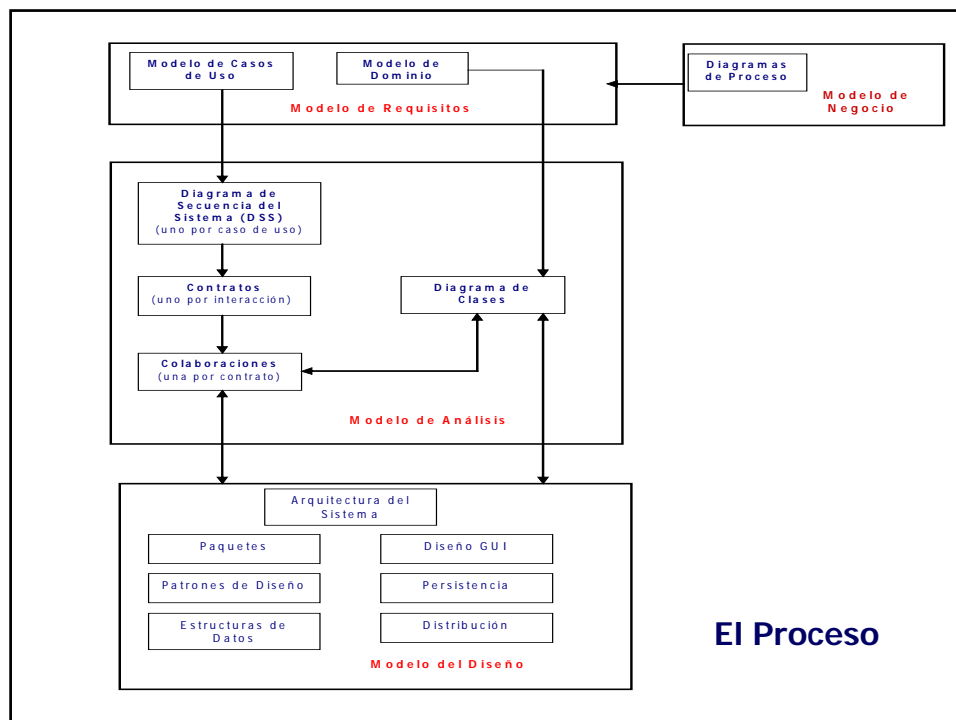 Modelo de Casos
de Uso
Modelo de
Dominio
Modelo de Requisitos
Diagramas
de Proceso
Modelo de
Negocio
Diagrama de
Secuencia del
Sistema (DSS)
(uno por caso de uso)
Contratos
(uno por interacción)
Diagrama de
Clases
Colaboraciones
(una por contrato)
Modelo de Análisis
Arquitectura del
Sistema
Paquetes
Diseño GUI
Patrones de Diseño
Persistencia
Estructuras de
Datos
Distribución
Modelo del Diseño
El Proceso